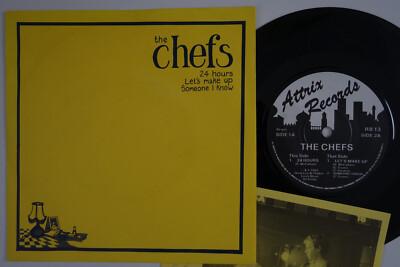 the
chefs
24 hours
Let's make up
Someone I Know
Attrix
Records
RB 13
SIDE 1A
SIDE 2A
THE CHEFS
This Side
1. 24 HOURS
That Side
1. LET'S MAKE UP